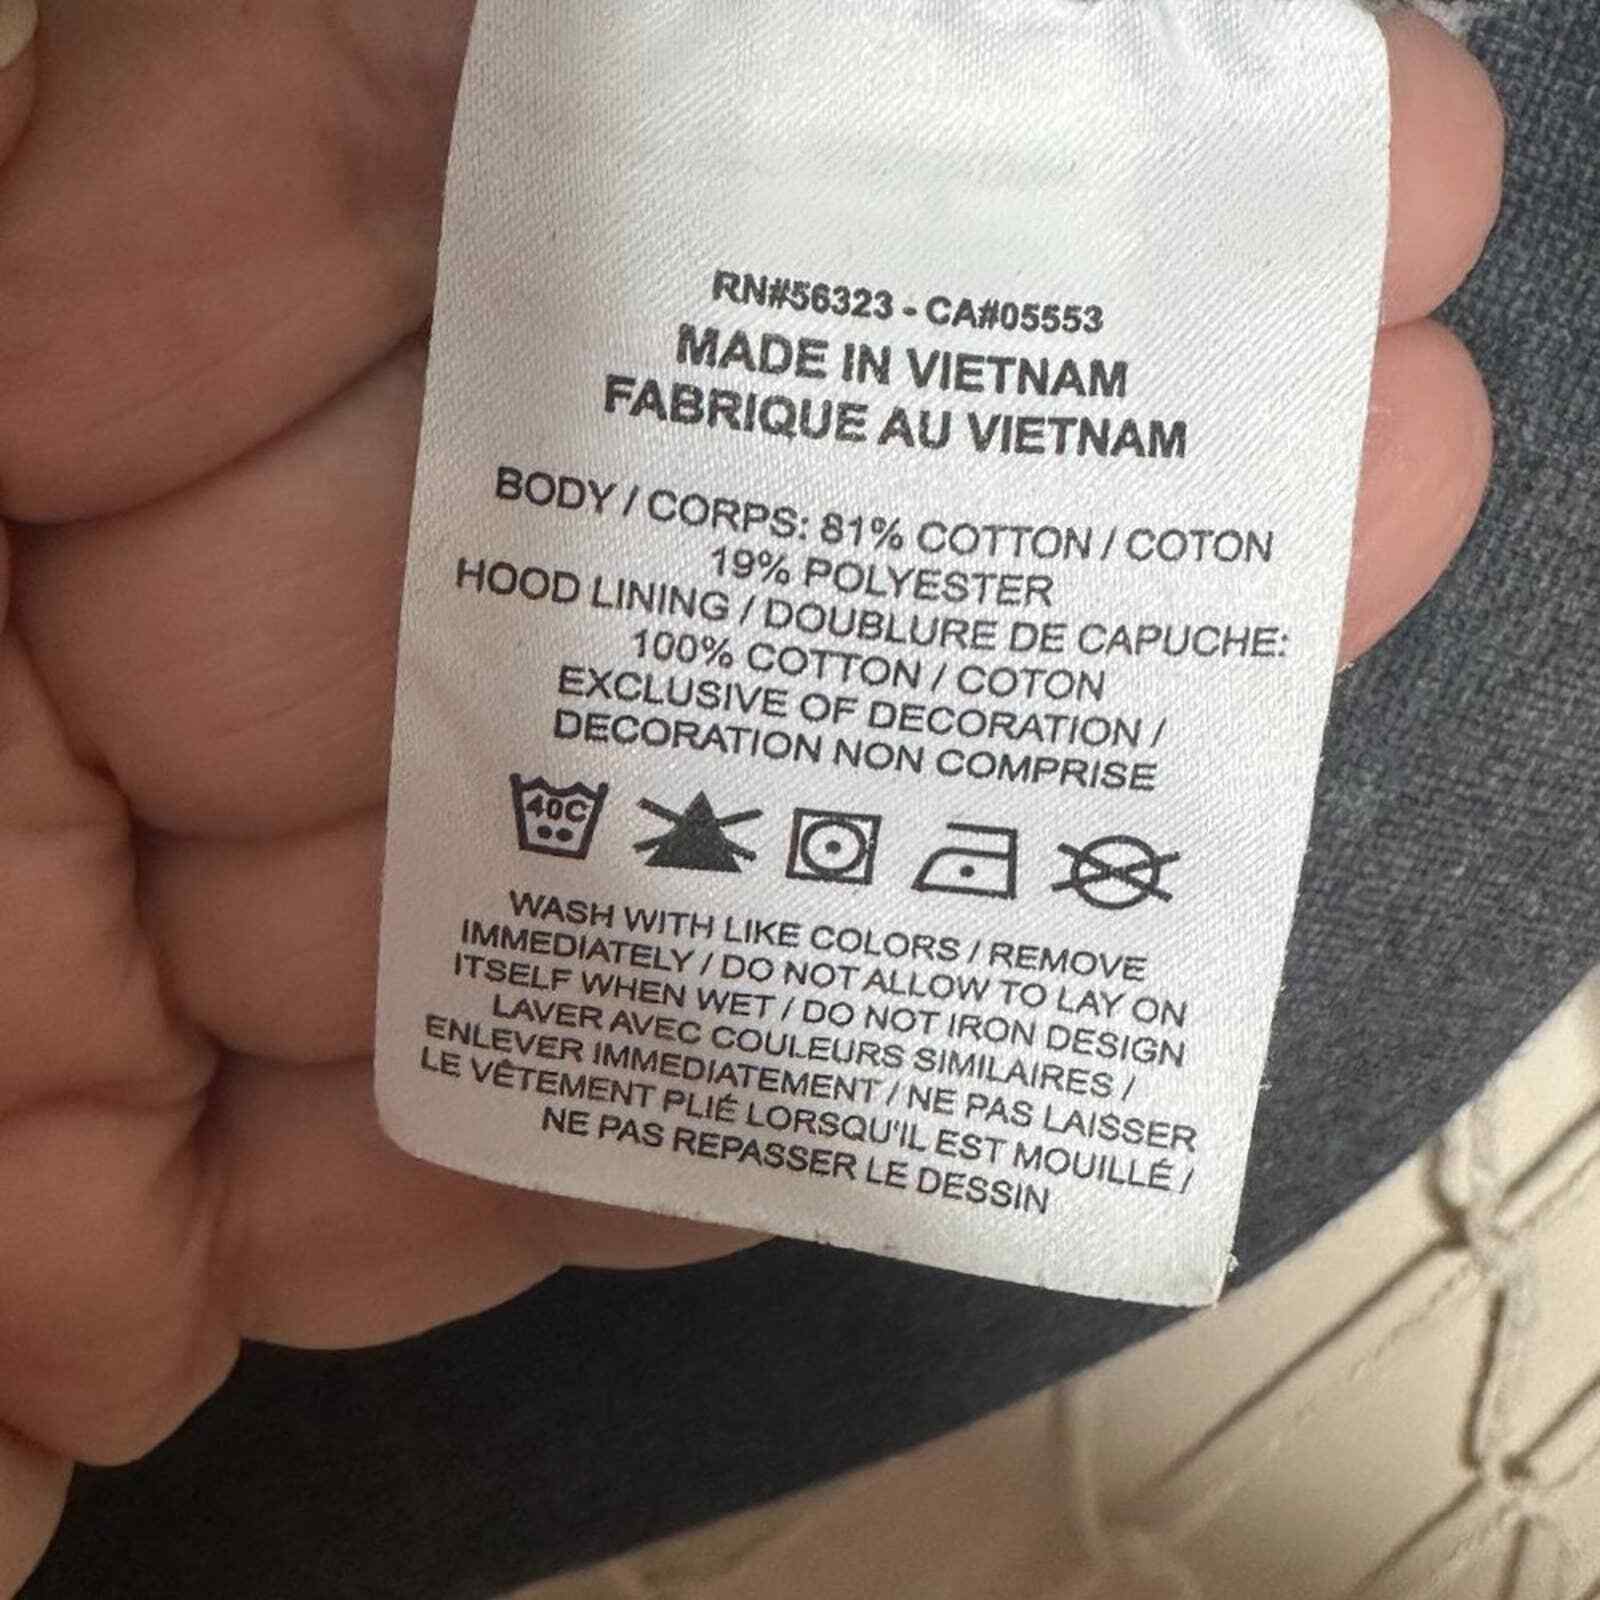 RN#56323 - CA#05553
MADE IN VIETNAM
FABRIQUE AU VIETNAM
BODY / CORPS: 81% COTTON / COTON
19% POLYESTER
HOOD LINING / DOUBLURE DE CAPUCHE:
100% COTTON / COTON
EXCLUSIVE OF DECORATION /
DECORATION NON COMPRISE
40C
WASH WITH LIKE COLORS / REMOVE
IMMEDIATELY / DO NOT ALLOW TO LAY ON
ITSELF WHEN WET / DO NOT IRON DESIGN
LAVER AVEC COULEURS SIMILAIRES /
ENLEVER IMMEDIATEMENT / NE PAS LAISSER
LE VÊTEMENT PLIÉ LORSQU'IL EST MOUILLÉ /
NE PAS REPASSER LE DESSIN